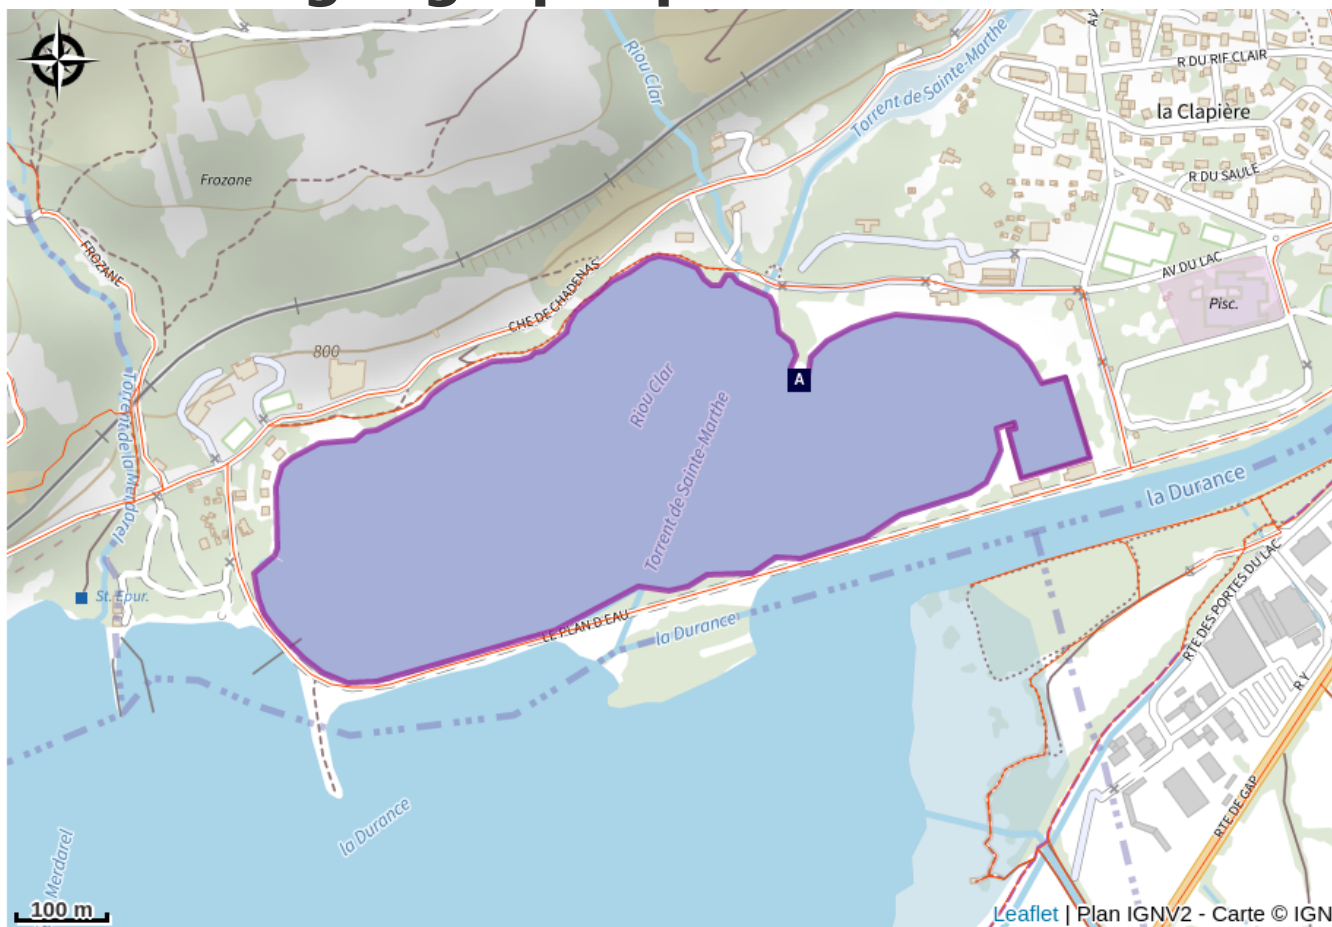 Riou Clar
Torrent de Sainte-Marthe
AV
R DU RIF CLAIR
la Clapière
R DU SAULE
Frozane
FROZANE
AV DU LAC
Pisc.
CHE DE CHADENAS
800
A
Riou Clar
Torrent de Sainte-Marthe
Torrent de la Merdarel
la Durance
St. Epur.
LE PLAN D'EAU
la Durance
RTE DES PORTES DU LAC
R Y
RTE DE GAP
la Durance
Merdarel
100 m
Leaflet | Plan IGNV2 - Carte © IGN